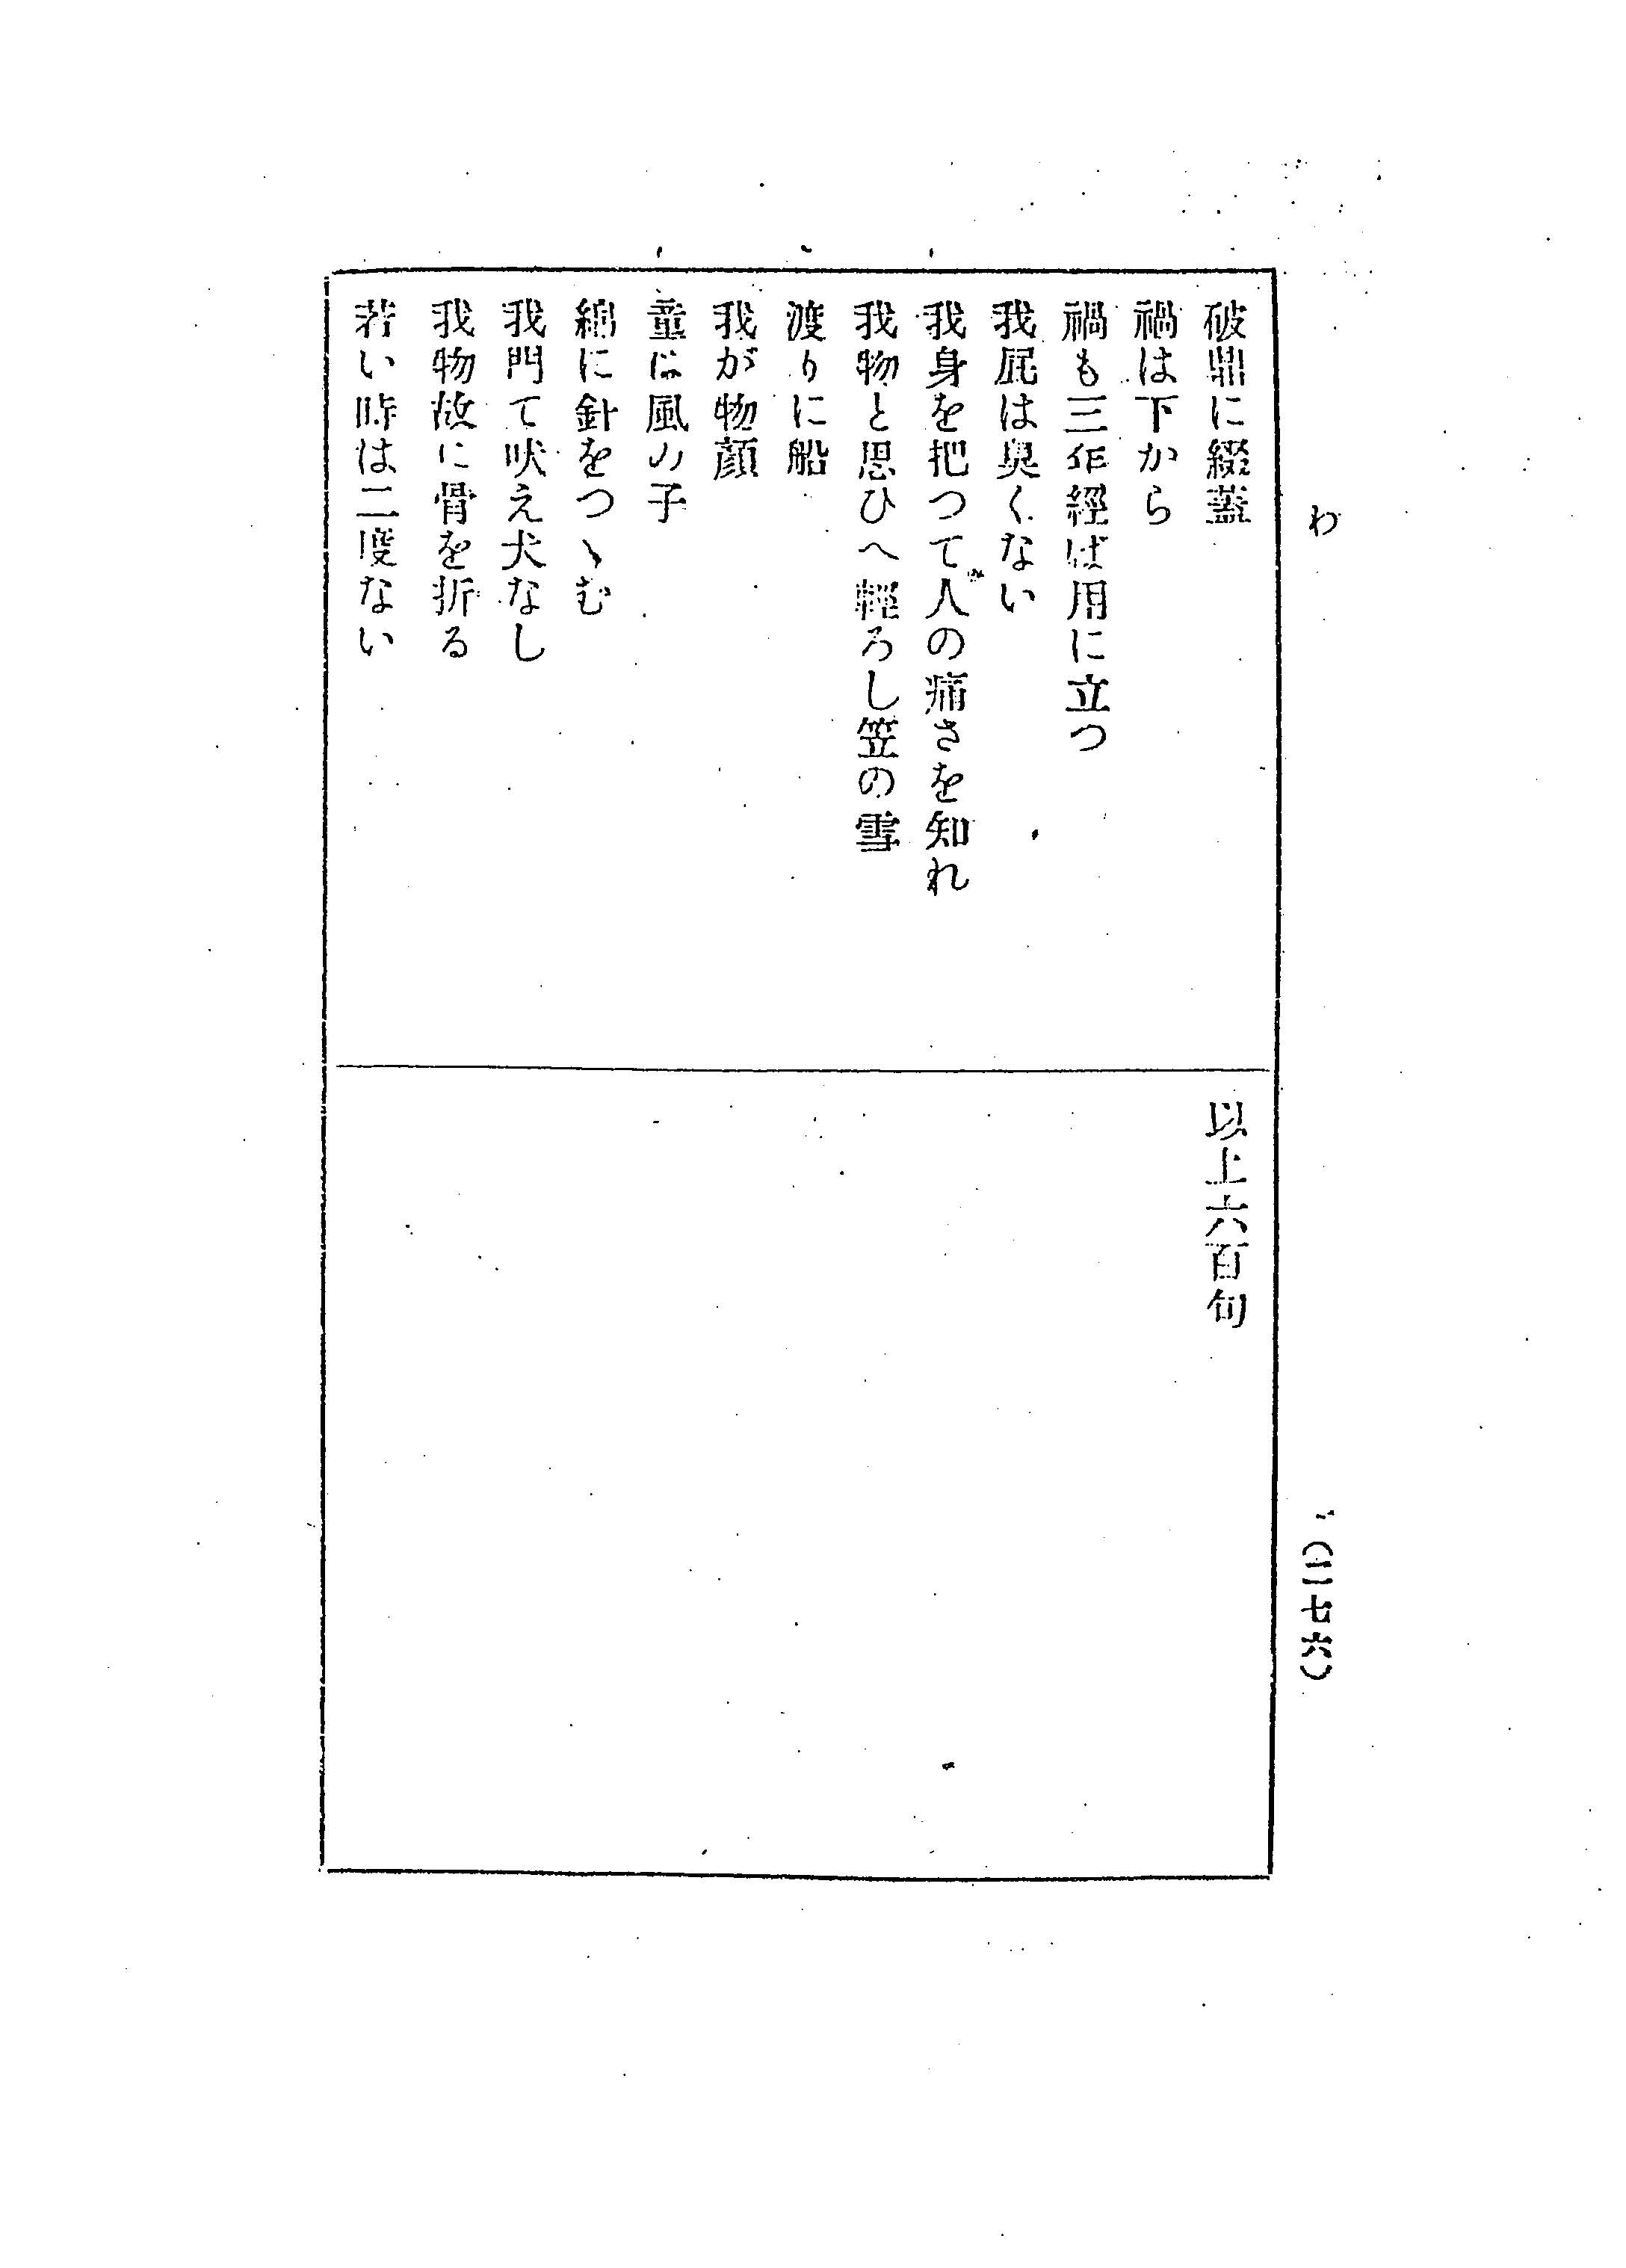 わ
破鼎に綴蓋
禍は下から
禍も三年經ば用に立つ
我屁は臭くない
我身を把つて人の痛さを知れ
我物と思ひへ輕ろし笠の雪
渡りに船
我が物顏
童は風の子
綿に針をつゝむ
我門て吠え犬なし
我物故に骨を折る
若い時は二度ない
以上六百句
(二七六)